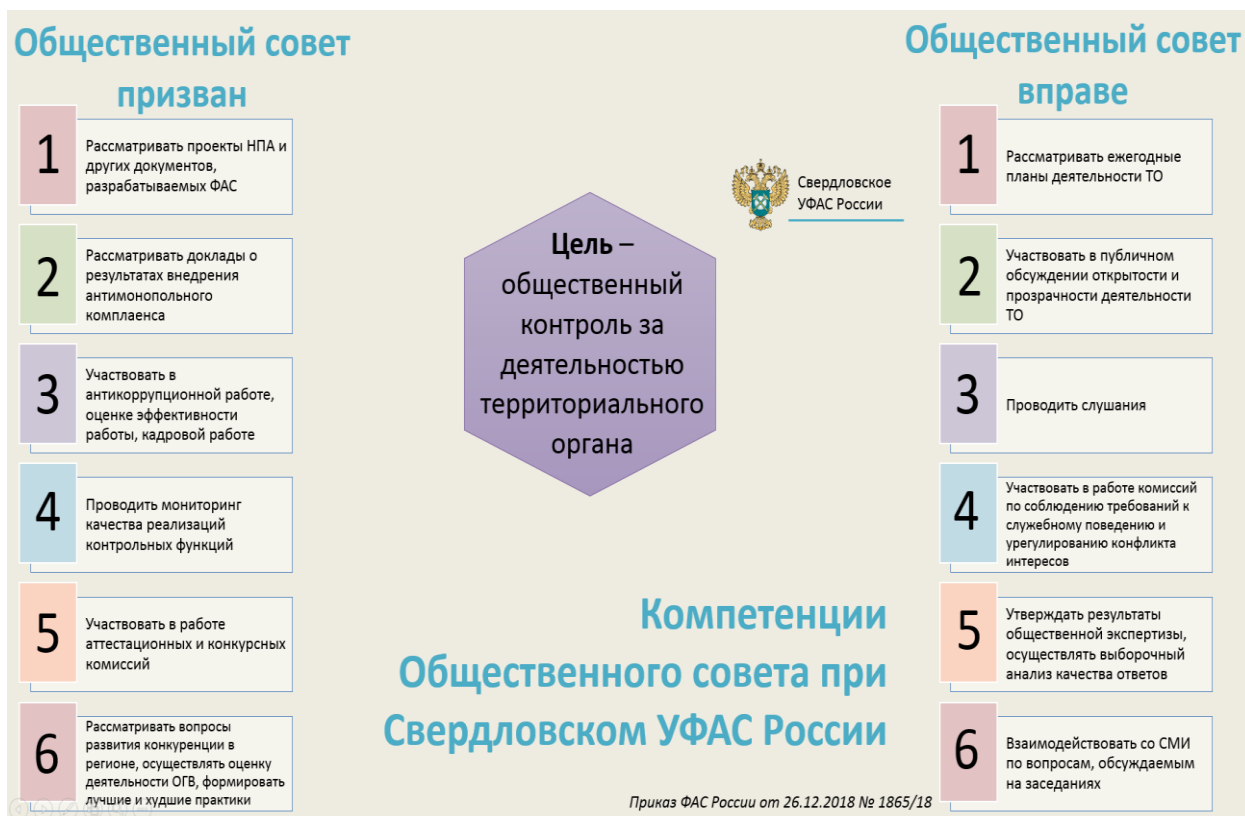 Общественный совет
призван
1
Рассматривать проекты НПА и
других документов,
разрабатываемых ФАС
2
Рассматривать доклады о
результатах внедрения
антимонопольного
комплаенса
3
Участвовать в
антикоррупционной работе,
оценке эффективности
работы, кадровой работе
4
Проводить мониторинг
качества реализаций
контрольных функций
5
Участвовать в работе
аттестационных и конкурсных
комиссий
6
Рассматривать вопросы
развития конкуренции в
регионе, осуществлять оценку
деятельности ОГВ, формировать
лучшие и худшие практики
Свердловское
УФАС России
Цель –
общественный
контроль за
деятельностью
территориального
органа
Компетенции
Общественного совета при
Свердловском УФАС России
Приказ ФАС России от 26.12.2018 № 1865/18
Общественный совет
вправе
1
Рассматривать ежегодные
планы деятельности ТО
2
Участвовать в публичном
обсуждении открытости и
прозрачности деятельности
ТО
3
Проводить слушания
4
Участвовать в работе комиссий
по соблюдению требований к
служебному поведению и
урегулированию конфликта
интересов
5
Утверждать результаты
общественной экспертизы,
осуществлять выборочный
анализ качества ответов
6
Взаимодействовать со СМИ
по вопросам, обсуждаемым
на заседаниях